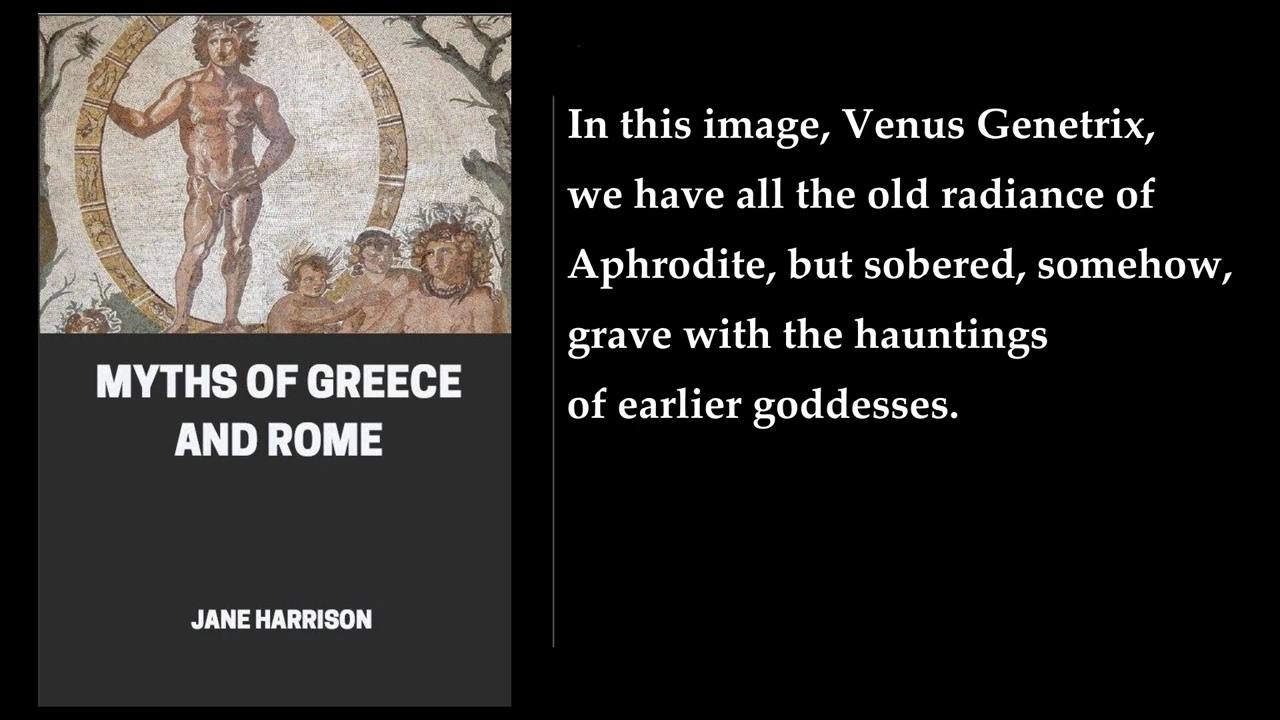 MYTHS OF GREECE
AND ROME
JANE HARRISON
In this image, Venus Genetrix,
we have all the old radiance of
Aphrodite, but sobered, somehow,
grave with the hauntings
of earlier goddesses.